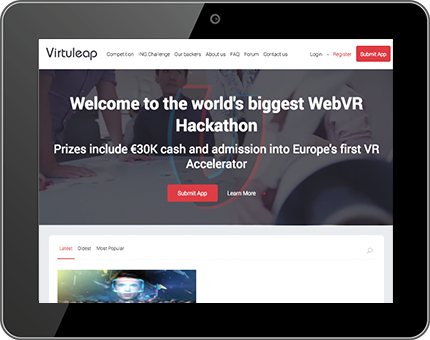 Virtuleap Competition ING Challenge Our backers About us FAQ Forum Contact us Login - Register Submit App
Welcome to the world's biggest WebVR
Hackathon
Prizes include €30K cash and admission into Europe's first VR
Accelerator
Submit App Learn More
Latest Oldest Most Popular